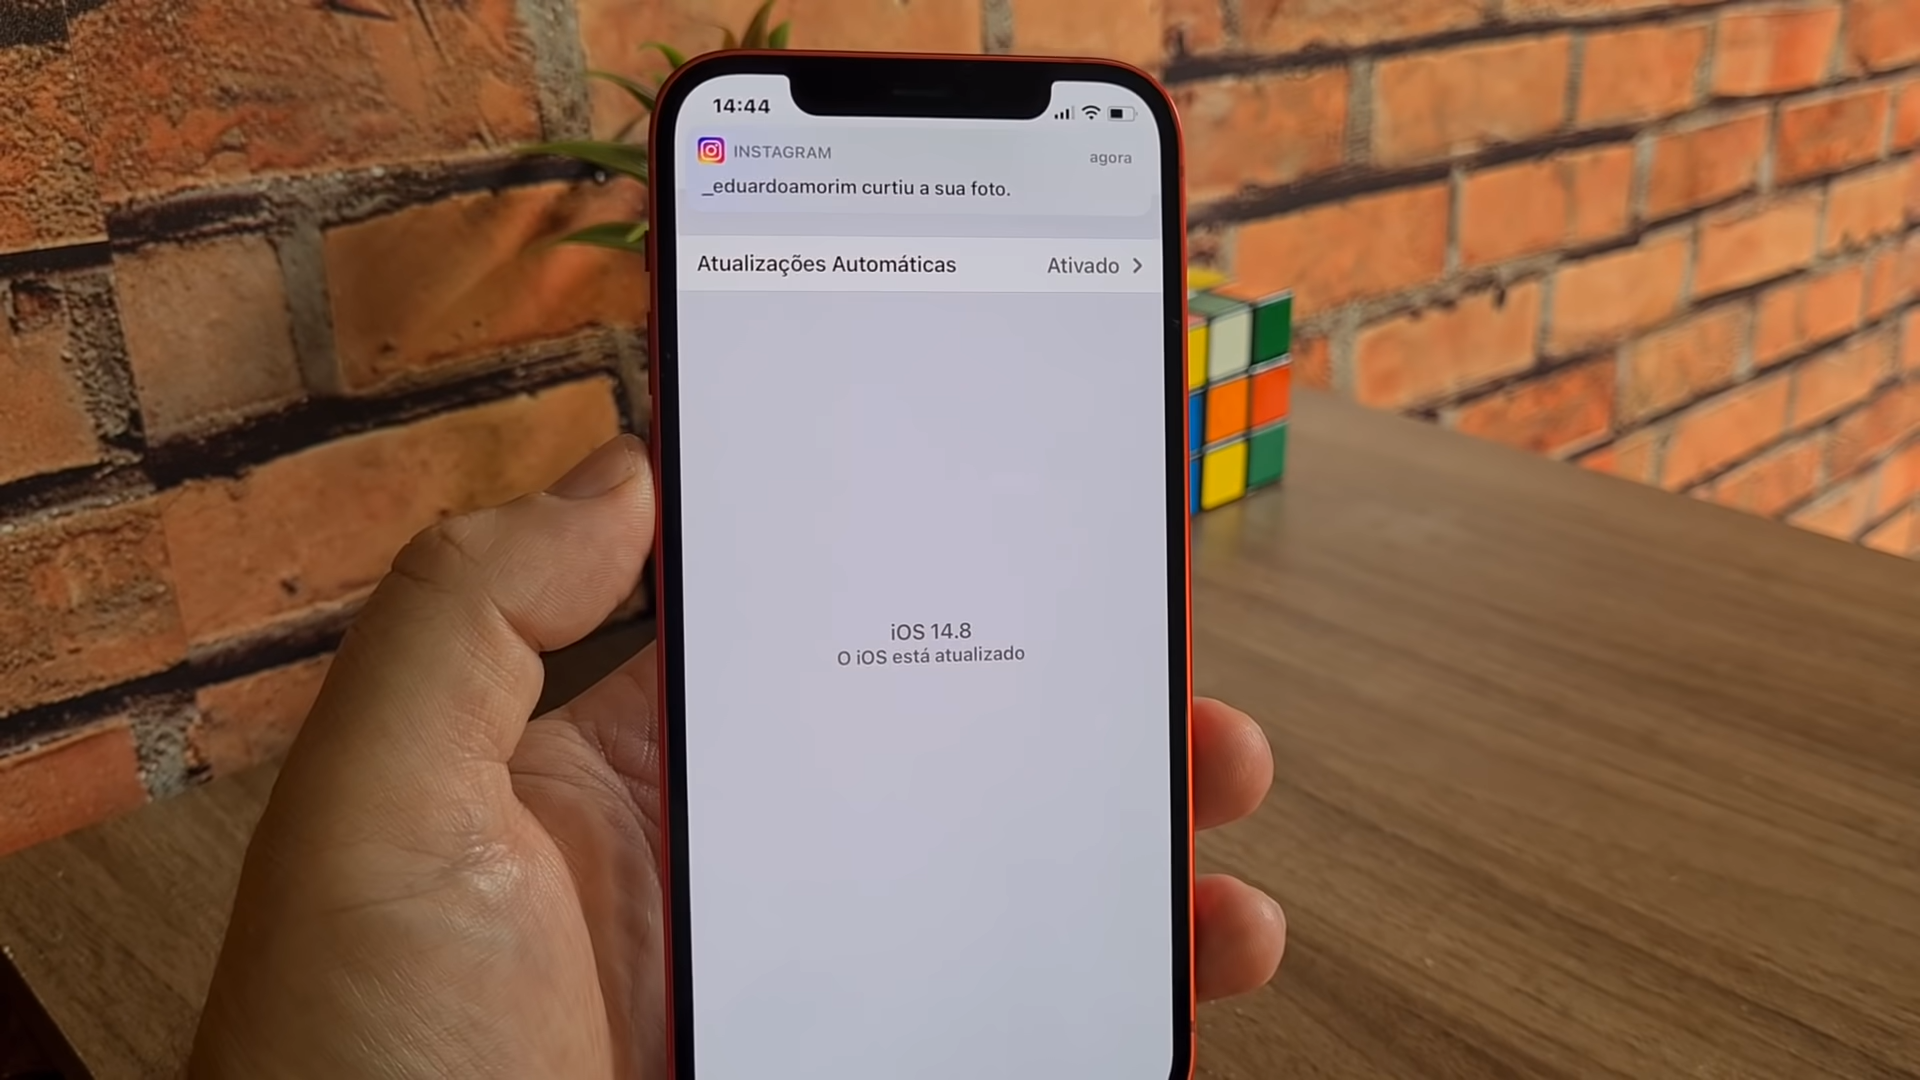 14:44
INSTAGRAM
agora
_eduardoamorim curtiu a sua foto.
Atualizações Automáticas
Ativado
iOS 14.8
O iOS está atualizado